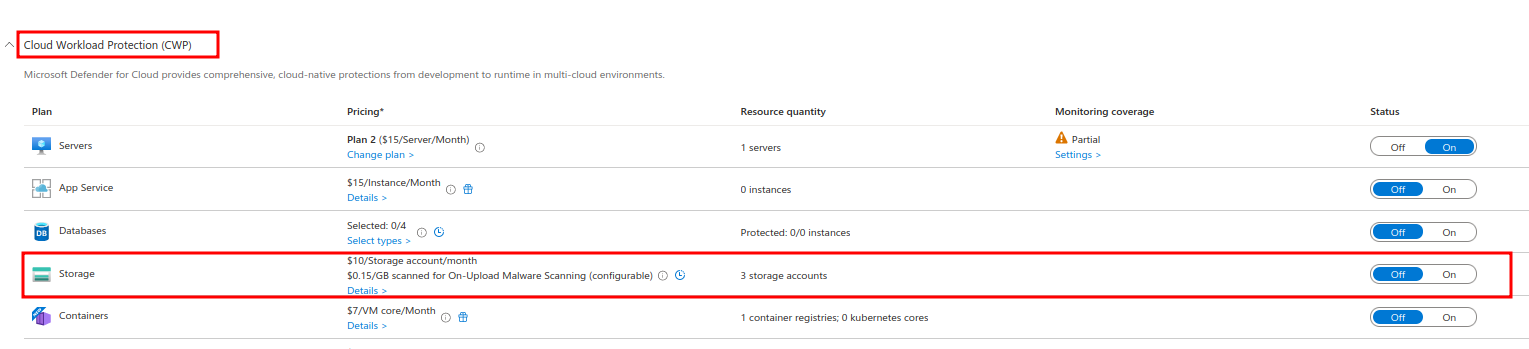 Cloud Workload Protection (CWP)
Microsoft Defender for Cloud provides comprehensive, cloud-native protections from development to runtime in multi-cloud environments.
Plan Pricing* Resource quantity Monitoring coverage Status
Servers Plan 2 ($15/Server/Month) 1 servers Partial Off On
Change plan > Settings >
App Service $15/Instance/Month 0 instances Off On
Details >
DB Databases Selected: 0/4 Protected: 0/0 instances Off On
Select types >
$10/Storage account/month
Storage $0.15/GB scanned for On-Upload Malware Scanning (configurable) 3 storage accounts Off On
Details >
Containers $7/VM core/Month 1 container registries; 0 kubernetes cores Off On
Details >